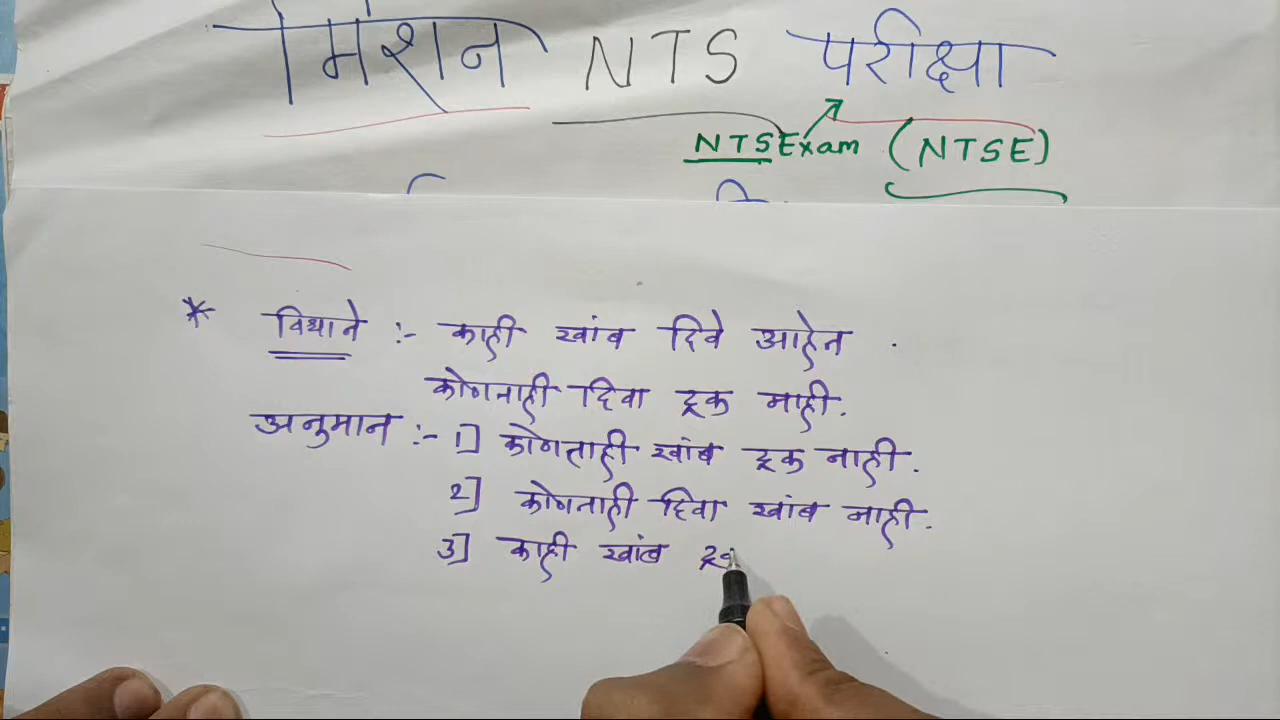 मिशन NTS परीक्षा
NTSExam (NTSE)
* विधाने :- काही खांब दिवे आहेत .
कोणताही दिवा ट्रक नाही.
अनुमान :- 1] कोणताही खांब ट्रक नाही.
2] कोणताही दिवा खांब नाही.
3] काही खांब